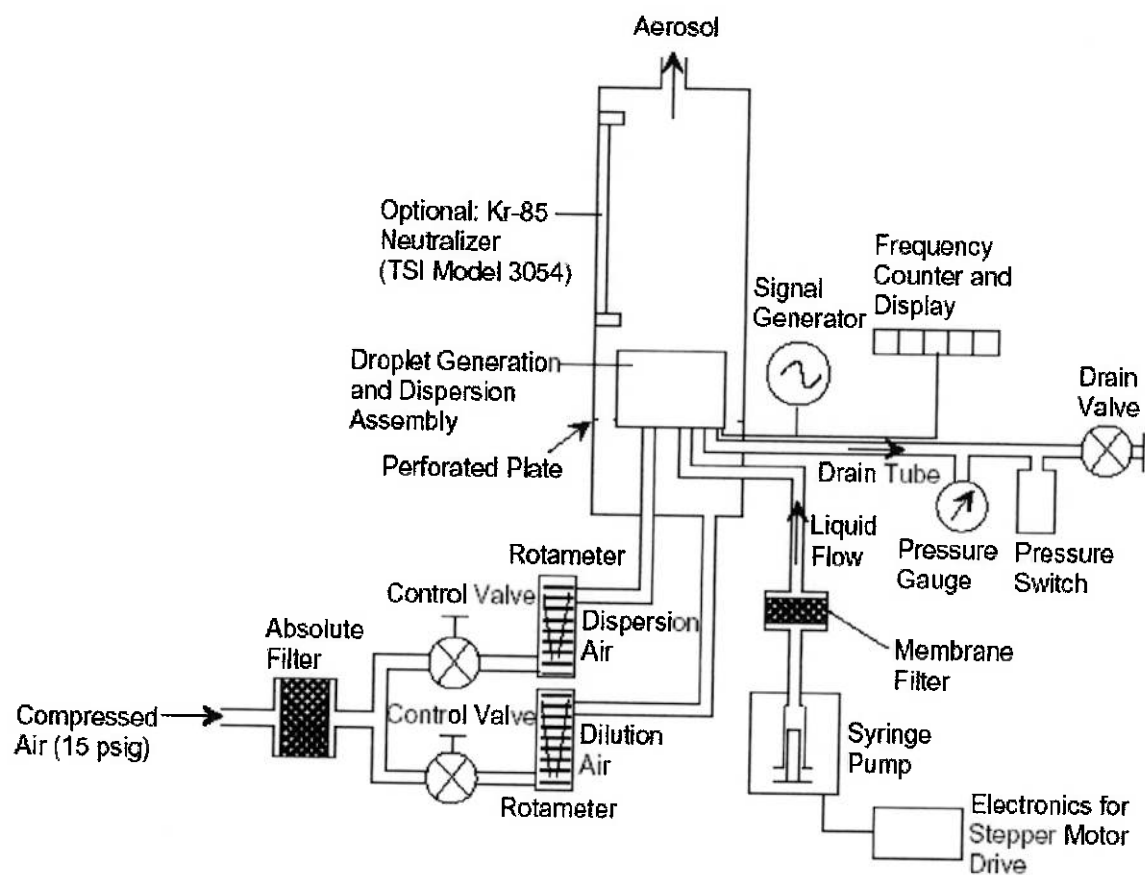 Aerosol
Optional: Kr-85
Neutralizer
(TSI Model 3054)
Frequency
Counter and
Display
Signal
Generator
Droplet Generation
and Dispersion
Assembly
Drain
Valve
Perforated Plate
Drain Tube
Liquid
Flow
Pressure
Gauge
Pressure
Switch
Rotameter
Control Valve
Dispersion
Air
Absolute
Filter
Membrane
Filter
Compressed
Air (15 psig)
Control Valve
Dilution
Air
Rotameter
Syringe
Pump
Electronics for
Stepper Motor
Drive